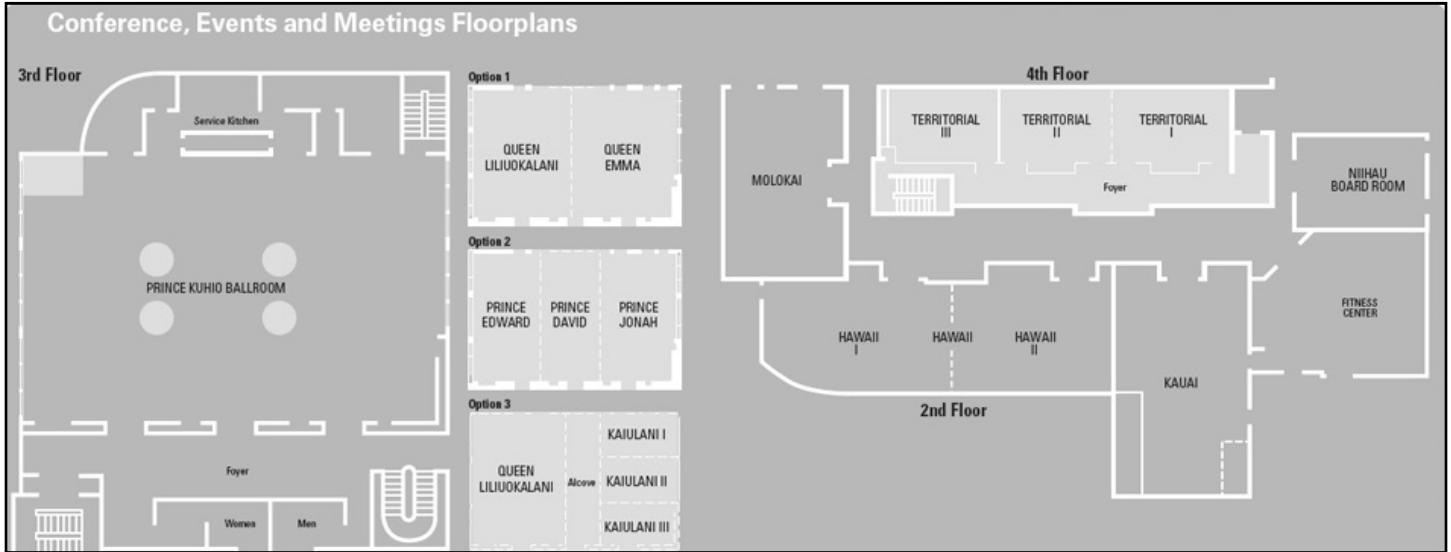 Conference, Events and Meetings Floorplans
3rd Floor
Service Kitchen
PRINCE KUHIO BALLROOM
Foyer
Women
Men
Option 1
QUEEN
LILIUOKALANI
QUEEN
EMMA
Option 2
PRINCE
EDWARD
PRINCE
DAVID
PRINCE
JONAH
Option 3
QUEEN
LILIUOKALANI
Alcove
KAIULANI I
KAIULANI II
KAIULANI III
4th Floor
TERRITORIAL
III
TERRITORIAL
II
TERRITORIAL
I
Foyer
MOLOKAI
NIIHAU
BOARD ROOM
HAWAII
I
HAWAII
HAWAII
II
KAUAI
FITNESS
CENTER
2nd Floor